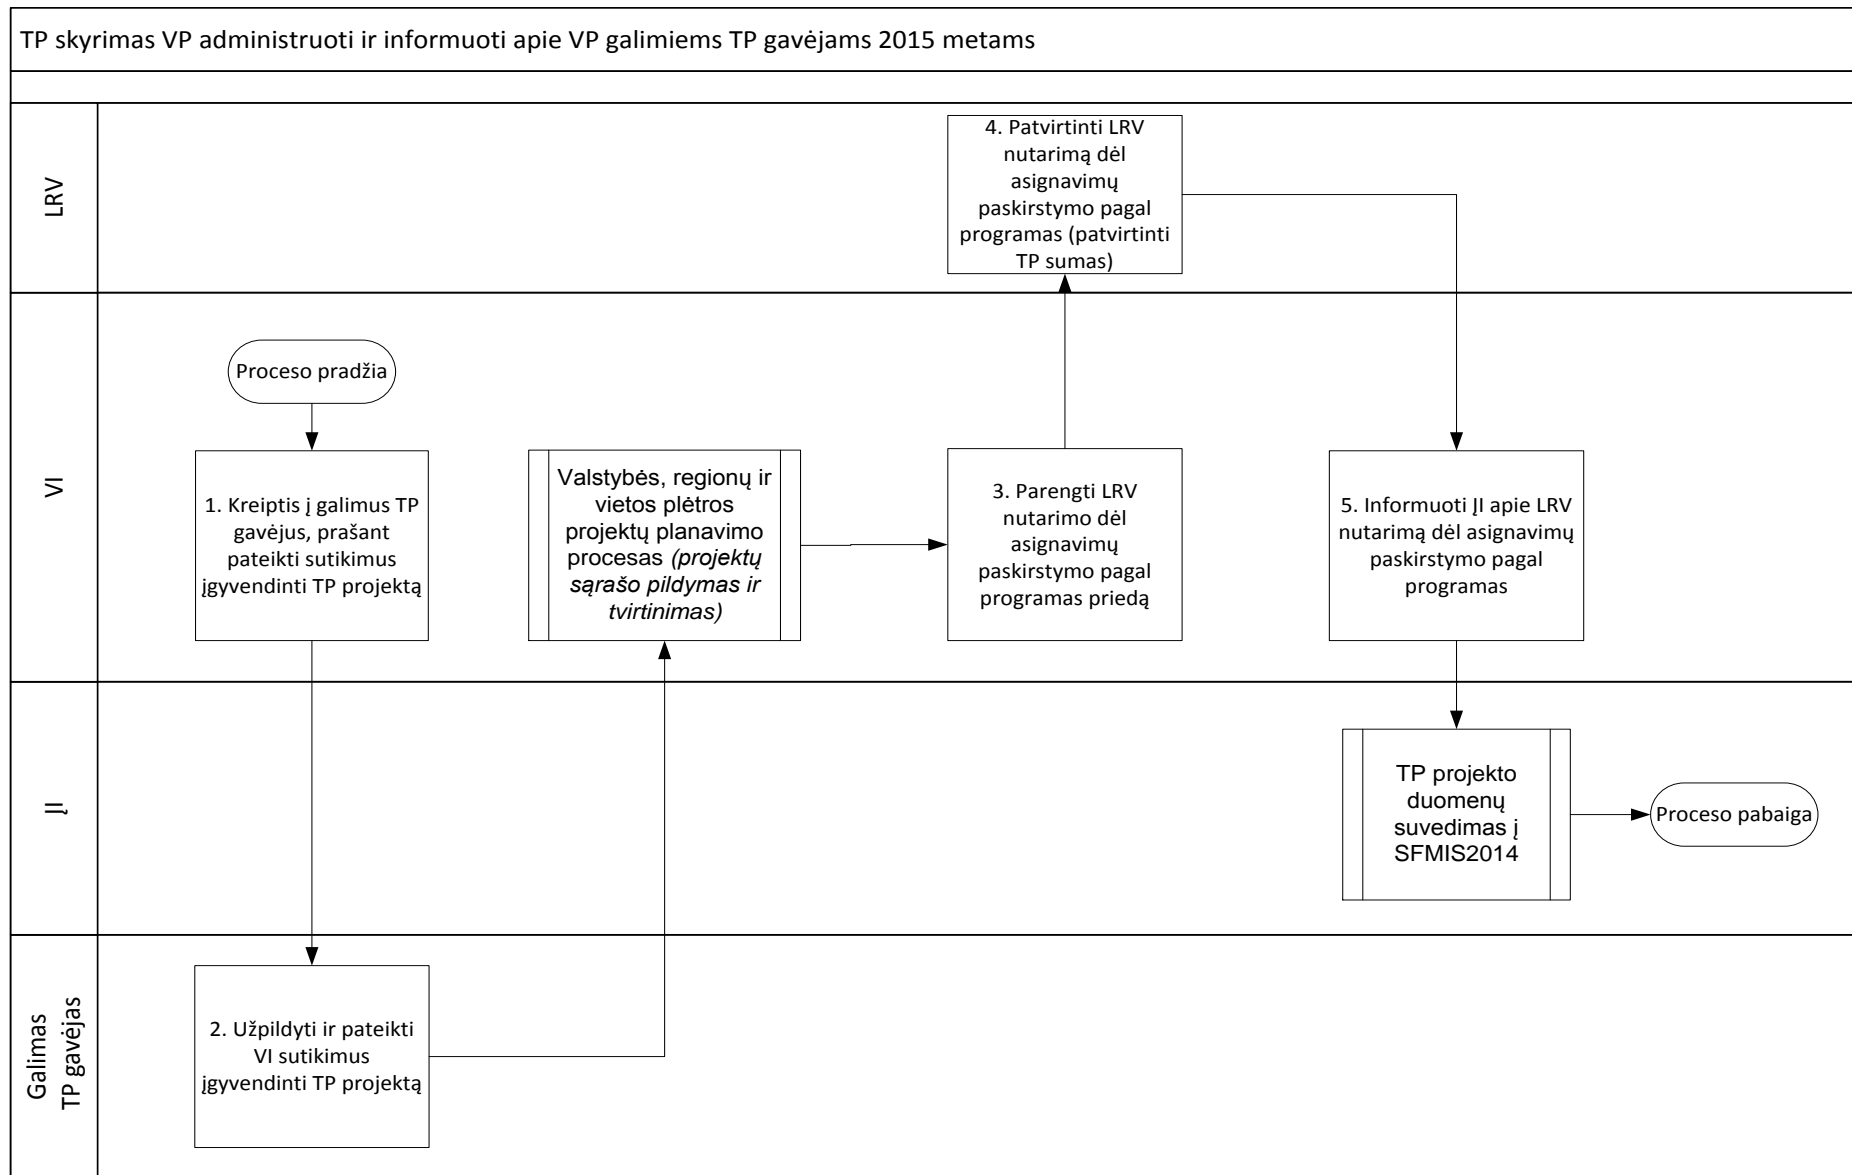 TP skyrimas VP administruoti ir informuoti apie VP galimiems TP gavėjams 2015 metams
LRV
4. Patvirtinti LRV
nutarimą dėl
asignavimų
paskirstymo pagal
programas (patvirtinti
TP sumas)
VI
Proceso pradžia
1. Kreiptis į galimus TP
gavėjus, prašant
pateikti sutikimus
įgyvendinti TP projektą
Valstybės, regionų ir
vietos plėtros
projektų planavimo
procesas (projektų
sąrašo pildymas ir
tvirtinimas)
3. Parengti LRV
nutarimo dėl
asignavimų
paskirstymo pagal
programas priedą
5. Informuoti ĮI apie LRV
nutarimą dėl asignavimų
paskirstymo pagal
programas
ĮI
TP projekto
duomenų
suvedimas į
SFMIS2014
Proceso pabaiga
Galimas
TP gavėjas
2. Užpildyti ir pateikti
VI sutikimus
įgyvendinti TP projektą